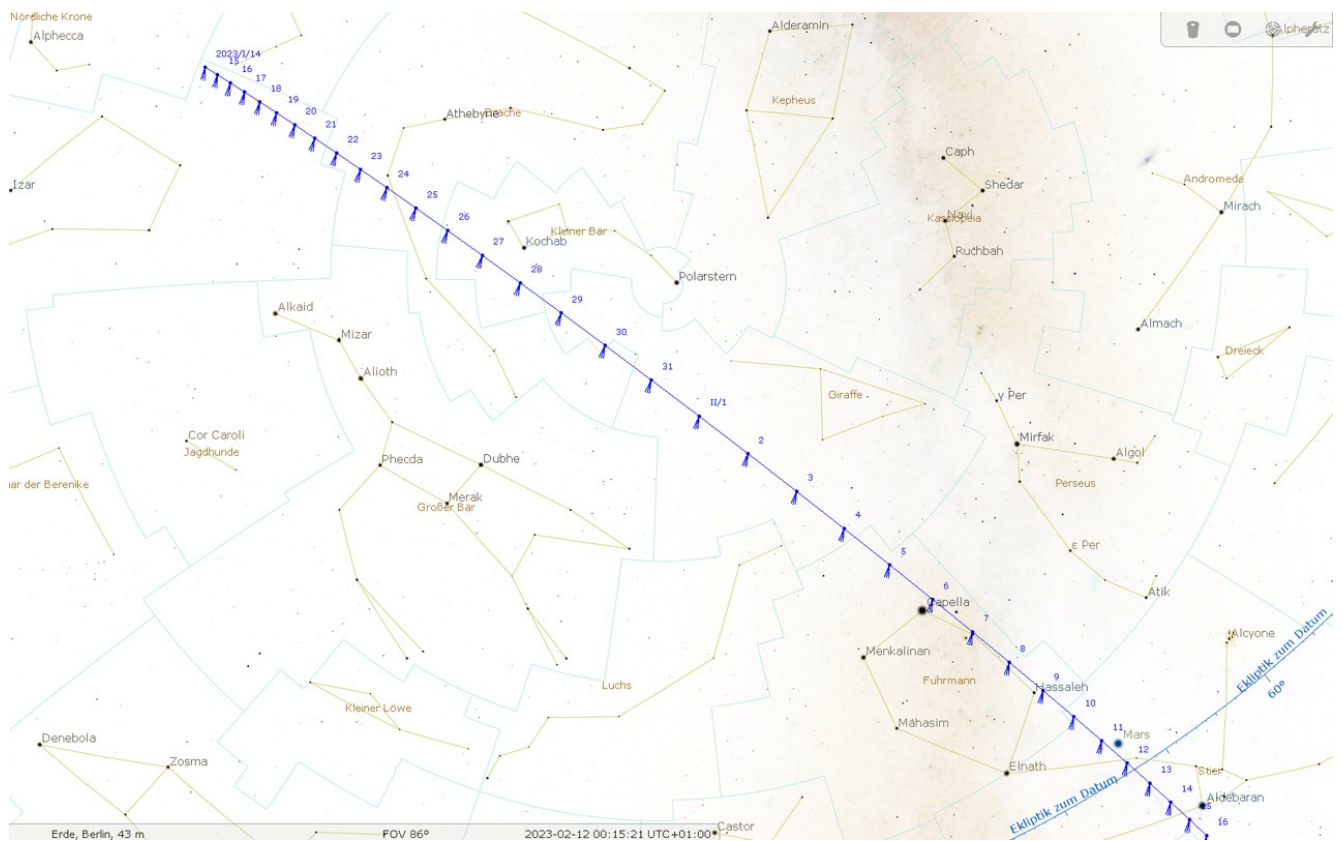 Nördliche Krone
Alphecca
Alderamin
Alpheratz
2023/I/14
15
16
17
18
19
20
21
22
23
24
25
26
27
28
29
30
31
II/1
2
3
4
5
6
7
8
9
10
11
12
13
14
15
16
Athebyne
Drache
Kepheus
Caph
Shedar
Andromeda
Mirach
Izar
Navi
Kassiopeia
Kleiner Bär
Kochab
Ruchbah
Polarstern
Alkaid
Mizar
Almach
Dreieck
Alioth
Giraffe
γ Per
Cor Caroli
Jagdhunde
Mirfak
Algol
Phecda
Dubhe
aar der Berenike
Perseus
Merak
Großer Bär
ε Per
Atik
Capella
Alcyone
Menkalinan
Ekliptik zum Datum
60°
Fuhrmann
Hassaleh
Luchs
Kleiner Löwe
Mahasim
Mars
Denebola
Zosma
Elnath
Stier
Aldebaran
Ekliptik zum Datum
Castor
Erde, Berlin, 43 m
FOV 86°
2023-02-12 00:15:21 UTC+01:00